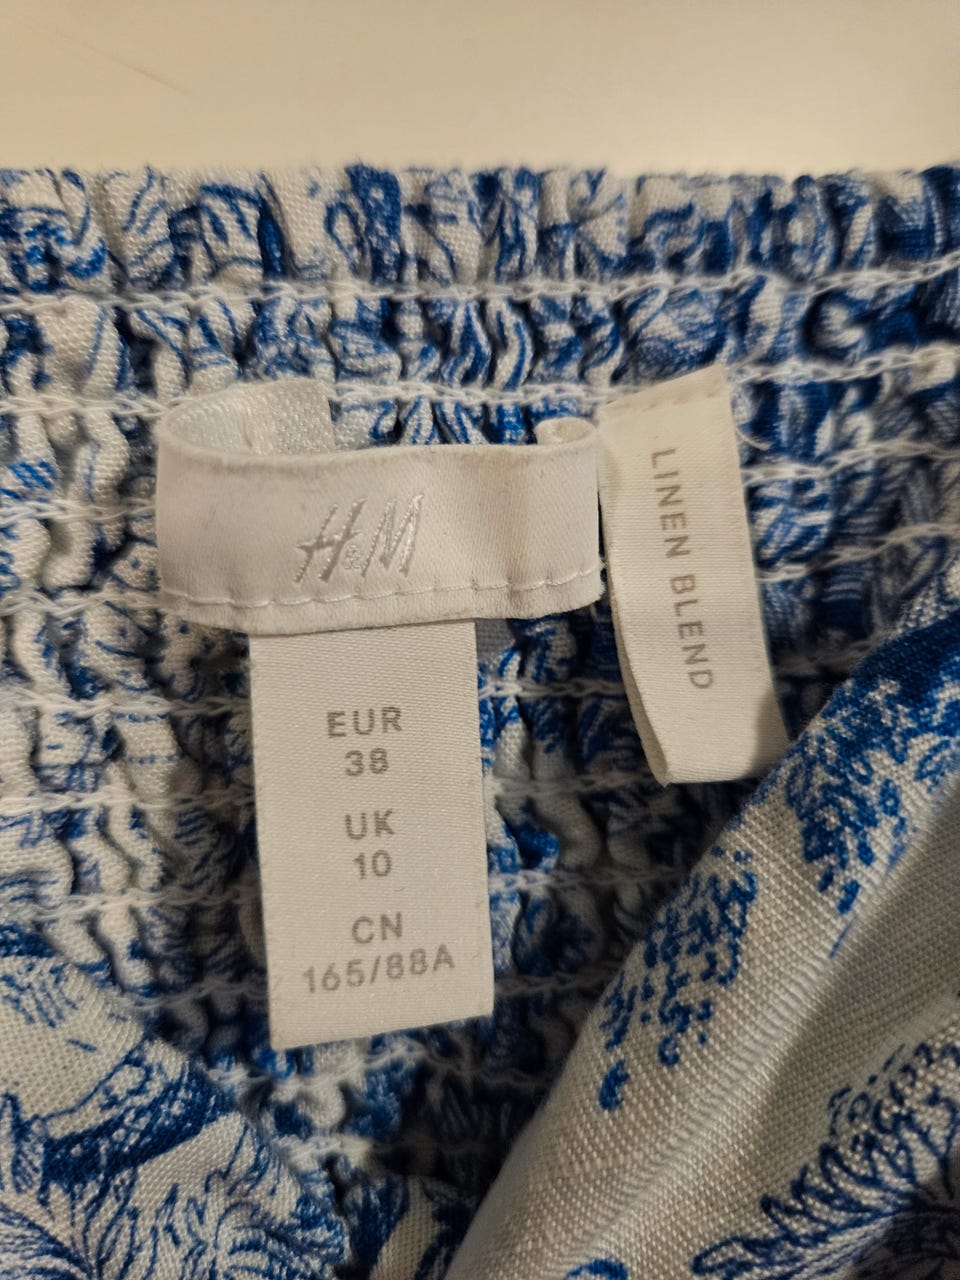 H&M
LINEN BLEND
EUR
38
UK
10
CN
165/88A